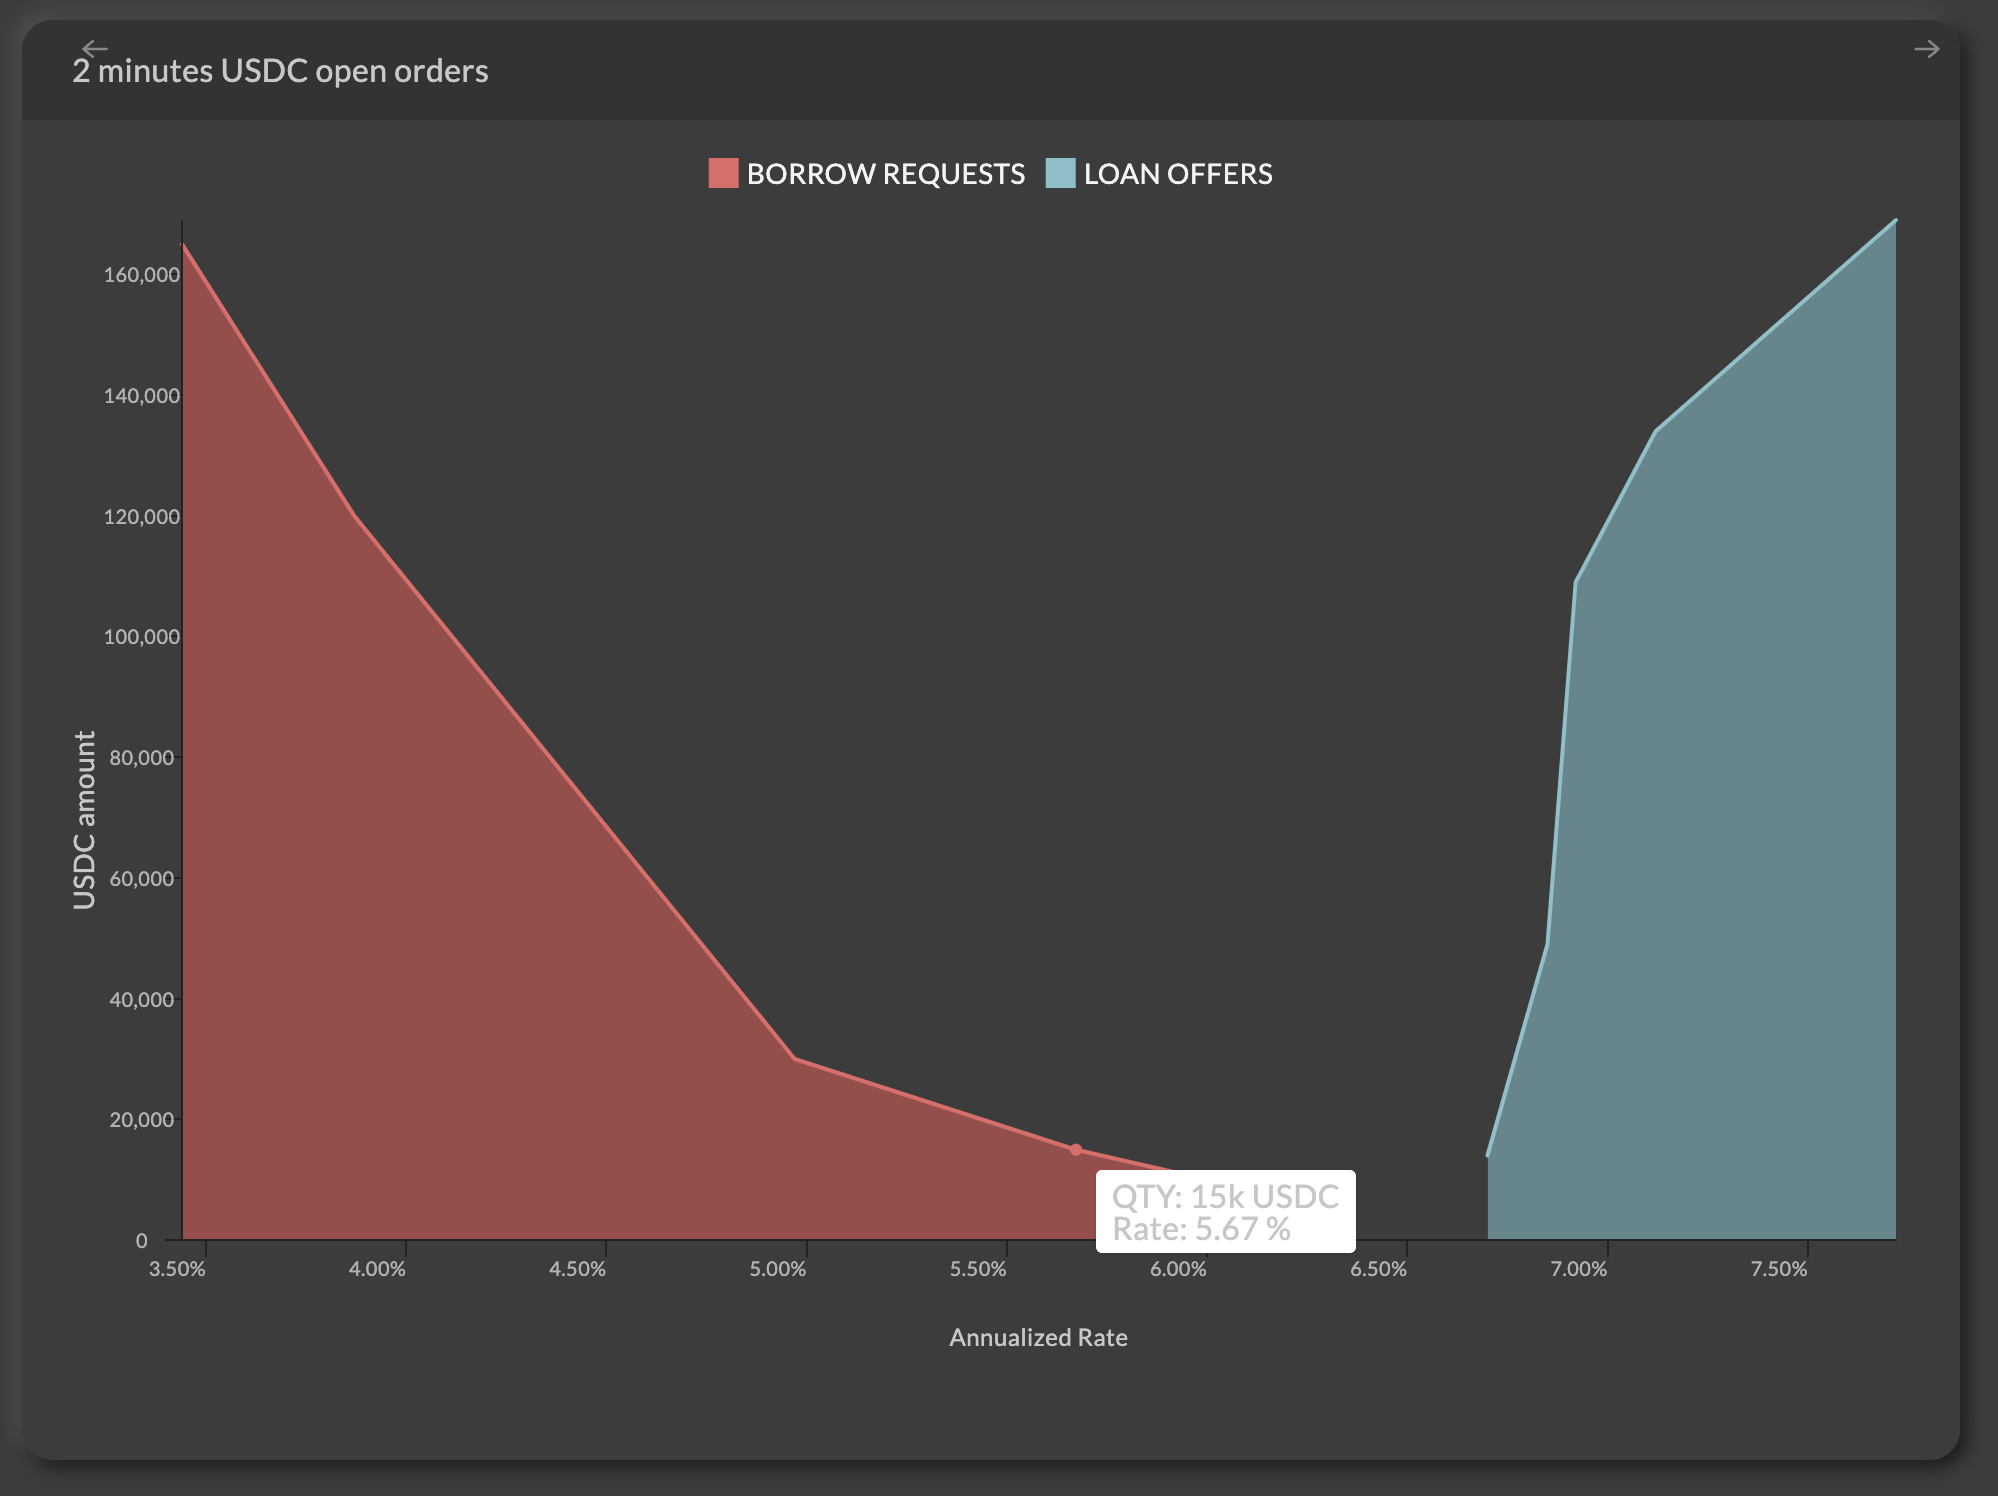 2 minutes USDC open orders
BORROW REQUESTS LOAN OFFERS
160,000
140,000
120,000
100,000
80,000
60,000
40,000
20,000
0
USDC amount
QTY: 15k USDC
Rate: 5.67 %
3.50% 4.00% 4.50% 5.00% 5.50% 6.00% 6.50% 7.00% 7.50%
Annualized Rate